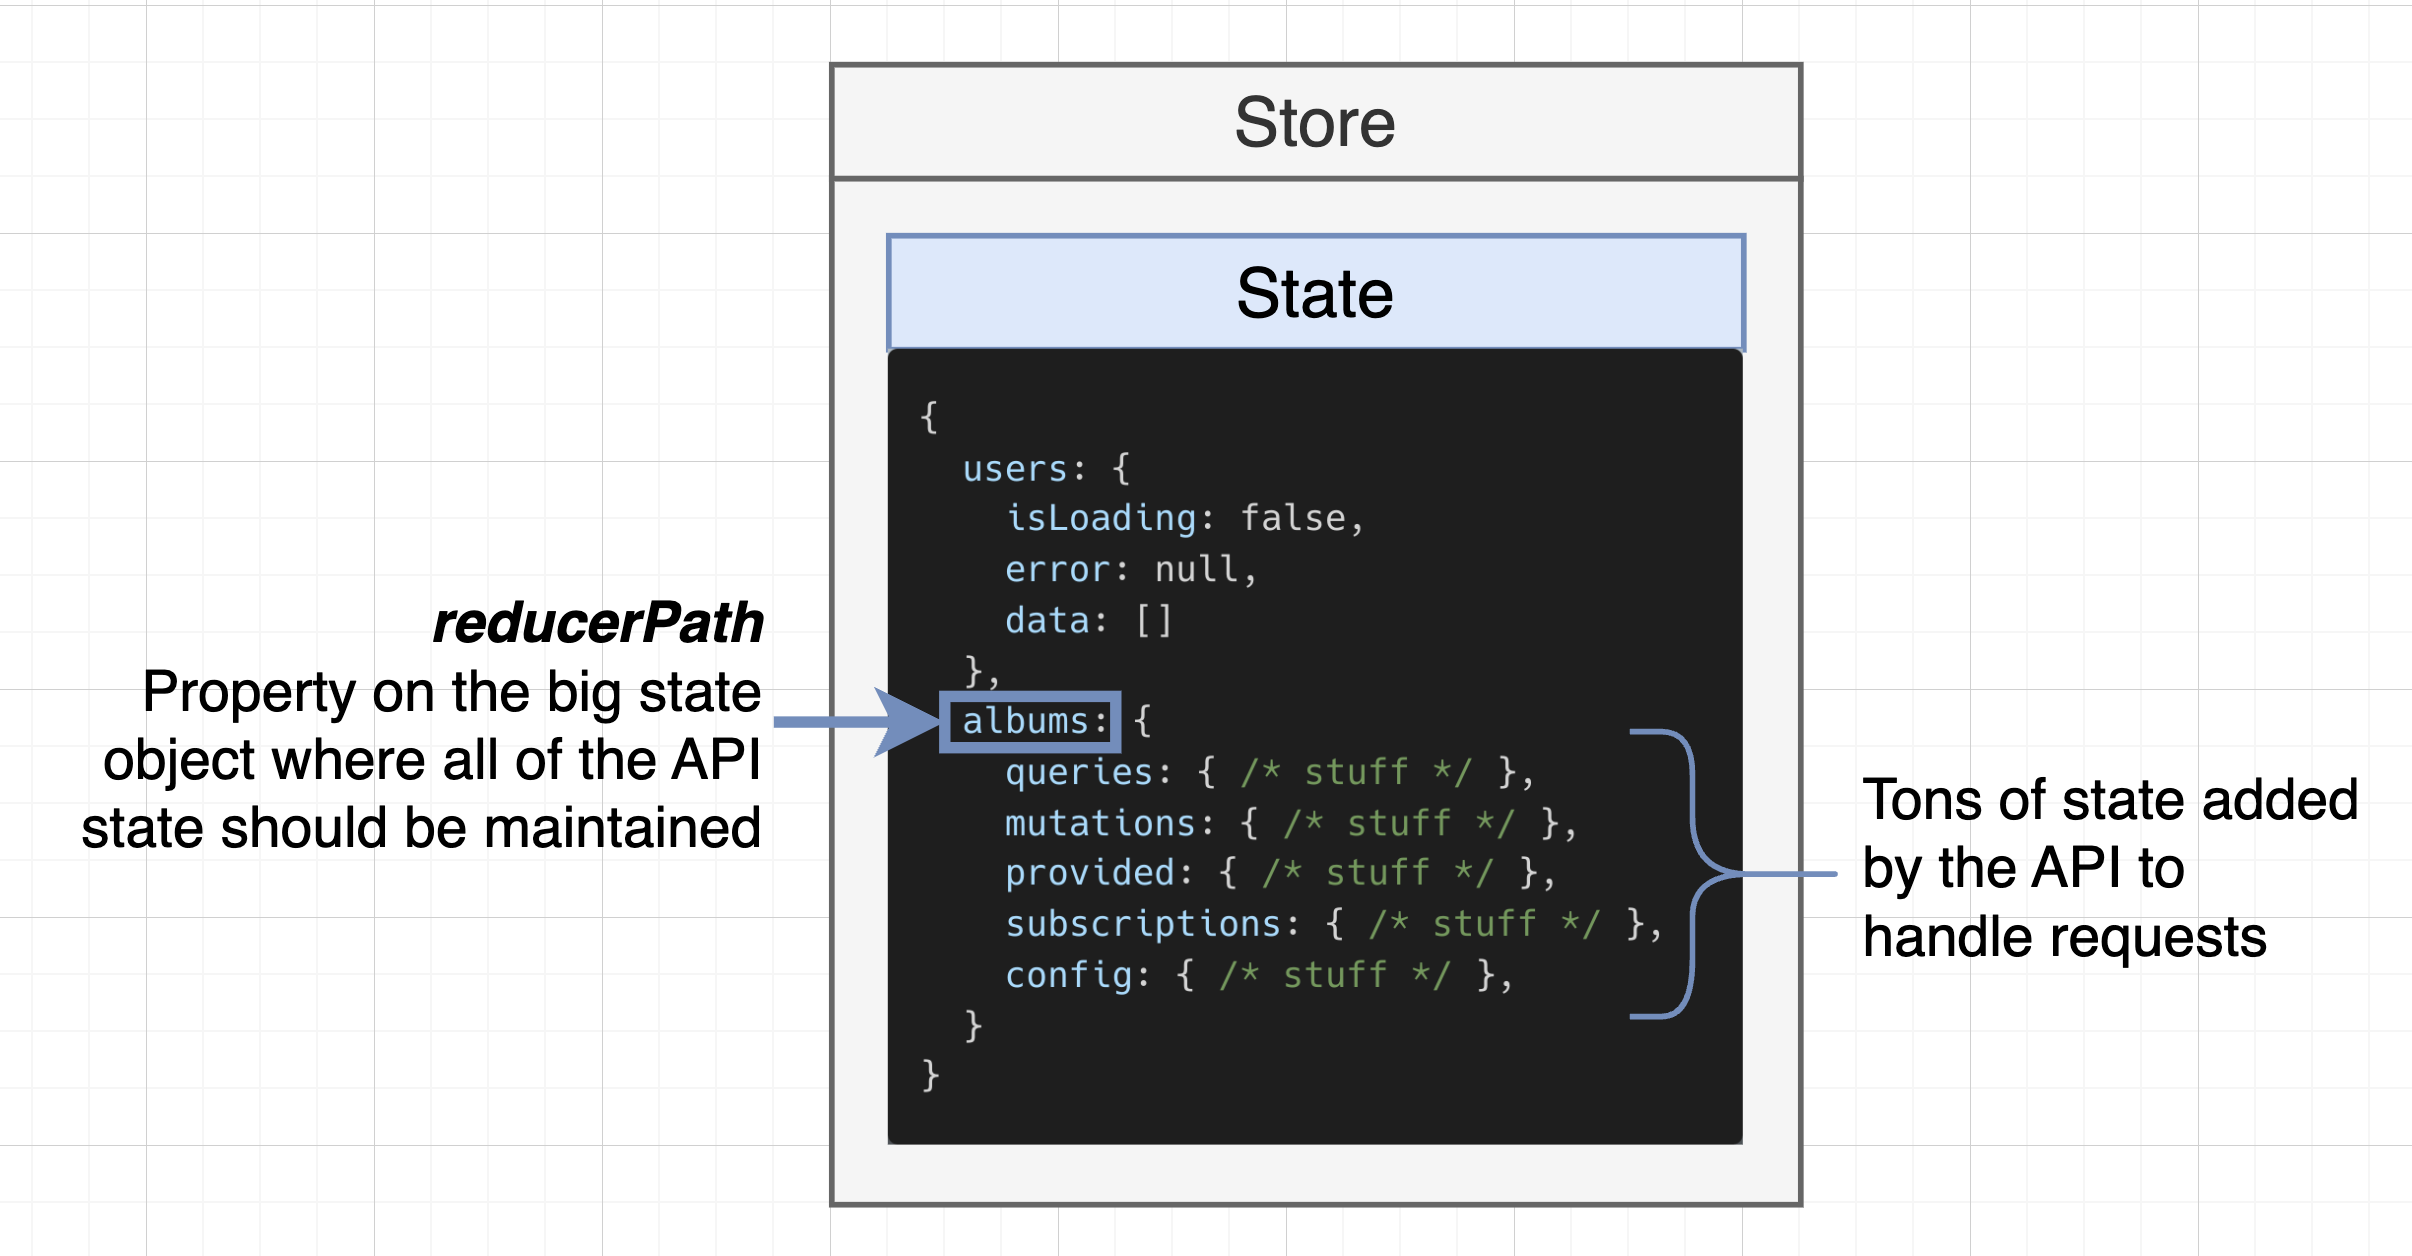 Store
State
{
users: {
isLoading: false,
error: null,
data: []
},
albums: {
queries: { /* stuff */ },
mutations: { /* stuff */ },
provided: { /* stuff */ },
subscriptions: { /* stuff */ },
config: { /* stuff */ },
}
}
reducerPath
Property on the big state
object where all of the API
state should be maintained
Tons of state added
by the API to
handle requests